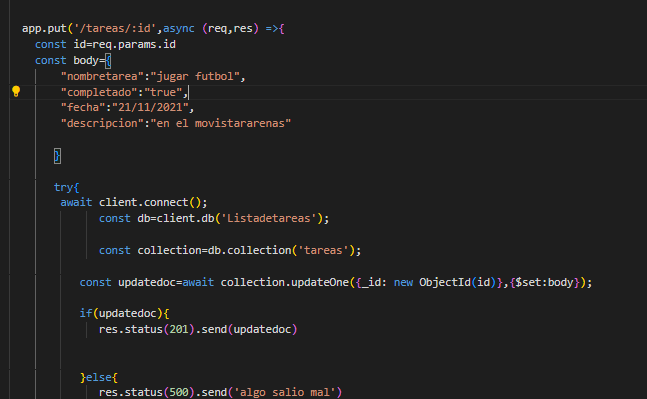 app.put('/tareas/:id',async (req,res) =>{
const id=req.params.id
const body={
"nombretarea":"jugar futbol",
"completado":"true",
"fecha":"21/11/2021",
"descripcion":"en el movistararenas"
}
try{
await client.connect();
const db=client.db('Listadetareas');
const collection=db.collection('tareas');
const updatedoc=await collection.updateOne({_id: new ObjectId(id)},{$set:body});
if(updatedoc){
res.status(201).send(updatedoc)
}else{
res.status(500).send('algo salio mal')